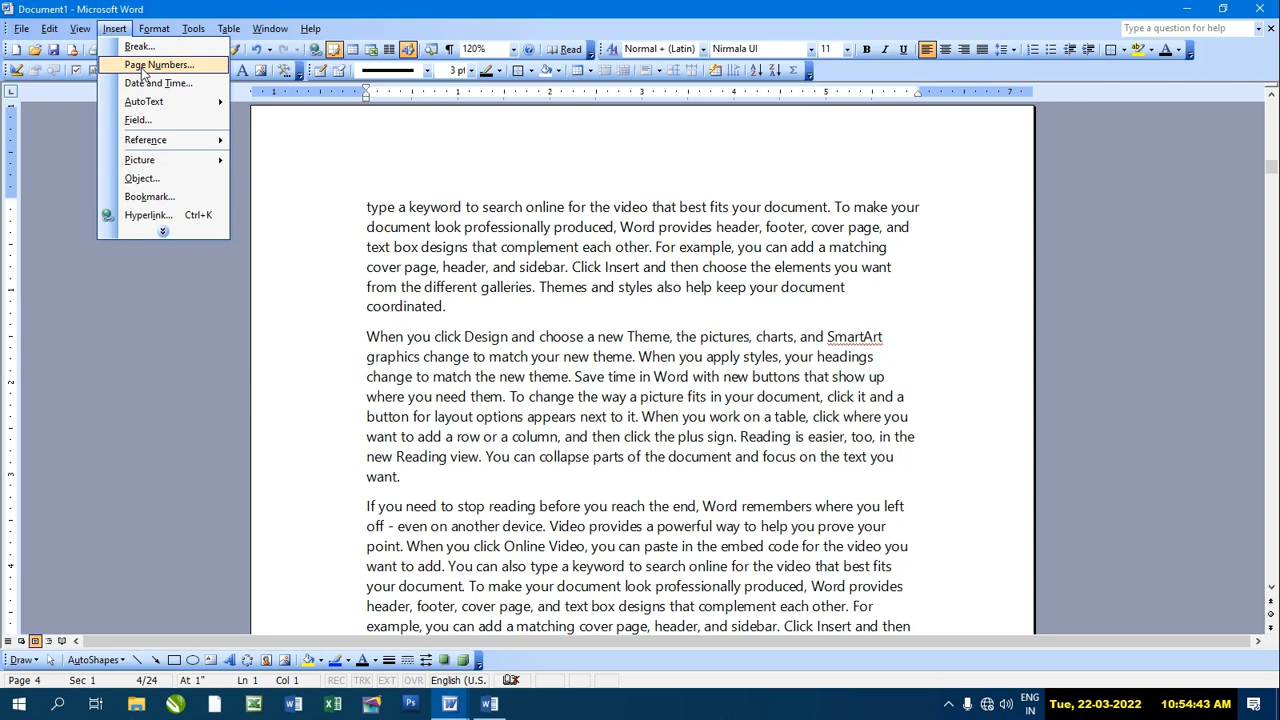 Document1 - Microsoft Word
File Edit View Insert Format Tools Table Window Help
Type a question for help
120% Read Normal + (Latin) Nirmala UI 11 B I U
3 pt
Break...
Page Numbers...
Date and Time...
AutoText
Field...
Reference
Picture
Object...
Bookmark...
Hyperlink... Ctrl+K
1 1 2 3 4 5 6 7
type a keyword to search online for the video that best fits your document. To make your
document look professionally produced, Word provides header, footer, cover page, and
text box designs that complement each other. For example, you can add a matching
cover page, header, and sidebar. Click Insert and then choose the elements you want
from the different galleries. Themes and styles also help keep your document
coordinated.
When you click Design and choose a new Theme, the pictures, charts, and SmartArt
graphics change to match your new theme. When you apply styles, your headings
change to match the new theme. Save time in Word with new buttons that show up
where you need them. To change the way a picture fits in your document, click it and a
button for layout options appears next to it. When you work on a table, click where you
want to add a row or a column, and then click the plus sign. Reading is easier, too, in the
new Reading view. You can collapse parts of the document and focus on the text you
want.
If you need to stop reading before you reach the end, Word remembers where you left
off - even on another device. Video provides a powerful way to help you prove your
point. When you click Online Video, you can paste in the embed code for the video you
want to add. You can also type a keyword to search online for the video that best fits
your document. To make your document look professionally produced, Word provides
header, footer, cover page, and text box designs that complement each other. For
example, you can add a matching cover page, header, and sidebar. Click Insert and then
Draw AutoShapes
Page 4 Sec 1 4/24 At 1" Ln 1 Col 1 REC TRK EXT OVR English (U.S.
ENG
IN
Tue, 22-03-2022 10:54:43 AM